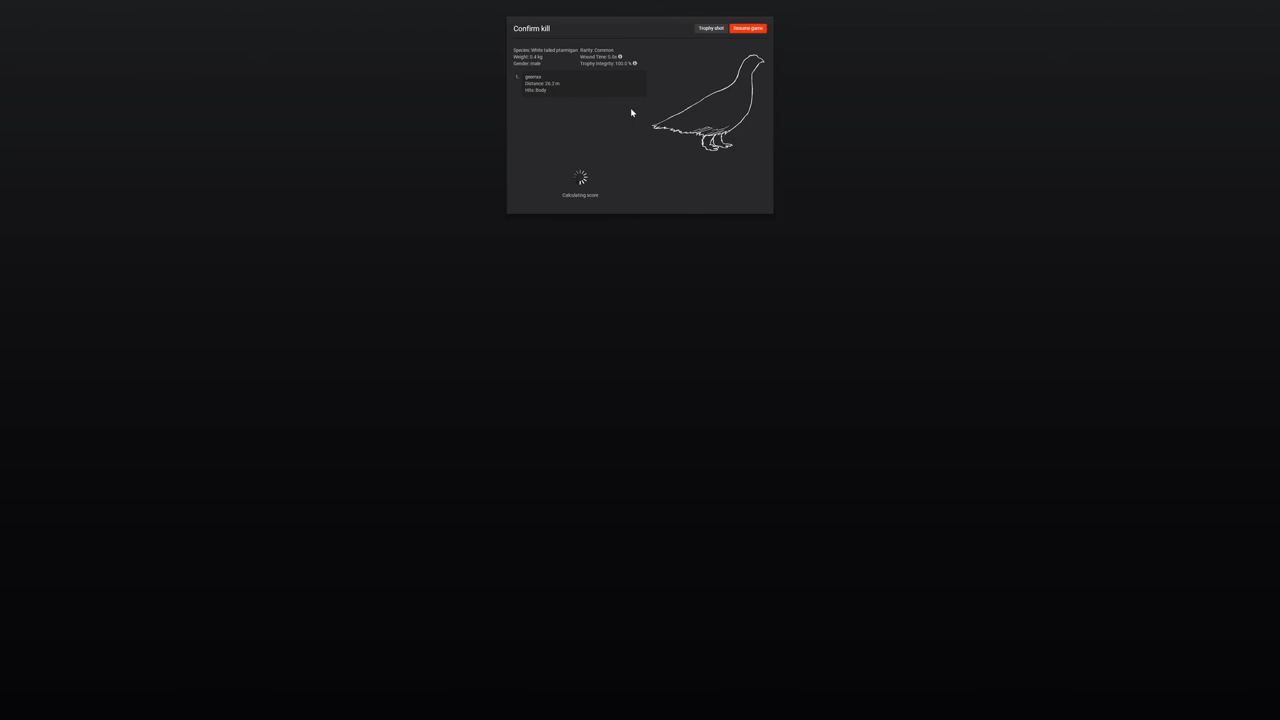 Confirm kill
Trophy shot
Resume game
Species: White tailed ptarmigan Rarity: Common
Weight: 0.4 kg Wound Time: 0.0s
Gender: male Trophy Integrity: 100.0 %
1.
Distance: 26.2 m
Hits: Body
Calculating score